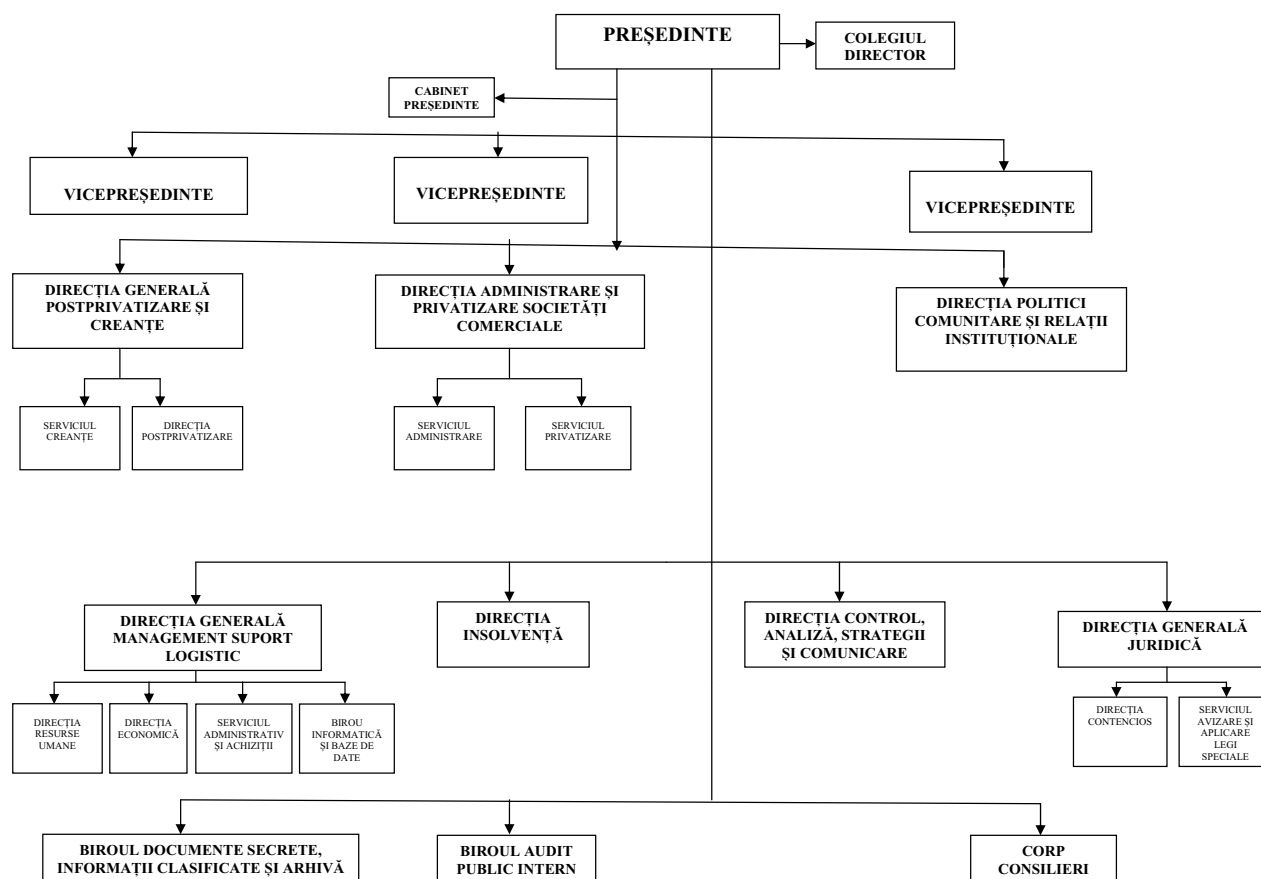 PREȘEDINTE
COLEGIUL
DIRECTOR
CABINET
PREȘEDINTE
VICEPREȘEDINTE
VICEPREȘEDINTE
VICEPREȘEDINTE
DIRECȚIA GENERALĂ
POSTPRIVATIZARE ȘI
CREANȚE
DIRECȚIA ADMINISTRARE ȘI
PRIVATIZARE SOCIETĂȚI
COMERCIALE
DIRECȚIA POLITICI
COMUNITARE ȘI RELAȚII
INSTITUȚIONALE
SERVICIUL
CREANȚE
DIRECȚIA
POSTPRIVATIZARE
SERVICIUL
ADMINISTRARE
SERVICIUL
PRIVATIZARE
DIRECȚIA GENERALĂ
MANAGEMENT SUPORT
LOGISTIC
DIRECȚIA
INSOLVENȚĂ
DIRECȚIA CONTROL,
ANALIZĂ, STRATEGII
ȘI COMUNICARE
DIRECȚIA GENERALĂ
JURIDICĂ
DIRECȚIA
RESURSE
UMANE
DIRECȚIA
ECONOMICĂ
SERVICIUL
ADMINISTRATIV
ȘI ACHIZIȚII
BIROU
INFORMATICĂ
ȘI BAZE DE
DATE
DIRECȚIA
CONTENCIOS
SERVICIUL
AVIZARE ȘI
APLICARE
LEGI
SPECIALE
BIROUL DOCUMENTE SECRETE,
INFORMAȚII CLASIFICATE ȘI ARHIVĂ
BIROUL AUDIT
PUBLIC INTERN
CORP
CONSILIERI